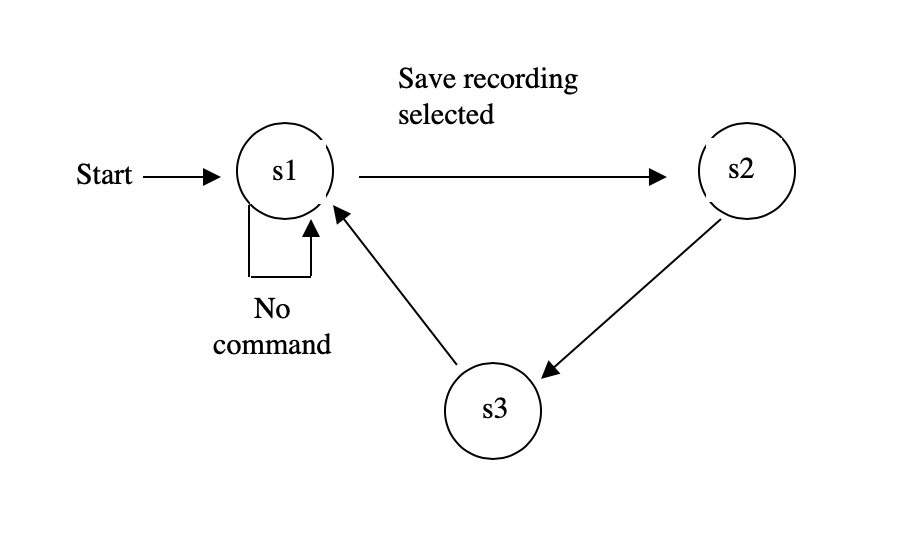 Save recording
selected
Start
s1
s2
No
command
s3